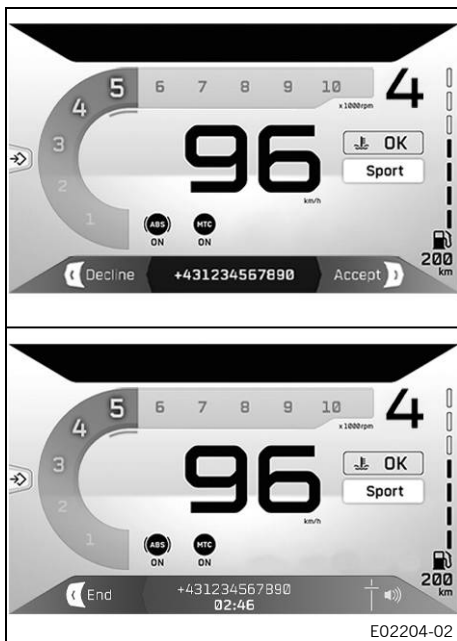 5 6 7 8 9 10
x1000rpm
4
4
3
2
1
96
km/h
OK
Sport
(ABS) MTC
ON ON
200
km
Decline +431234567890 Accept
5 6 7 8 9 10
x1000rpm
4
4
3
2
1
96
km/h
OK
Sport
(ABS) MTC
ON ON
200
km
End +431234567890
02:46
E02204-02